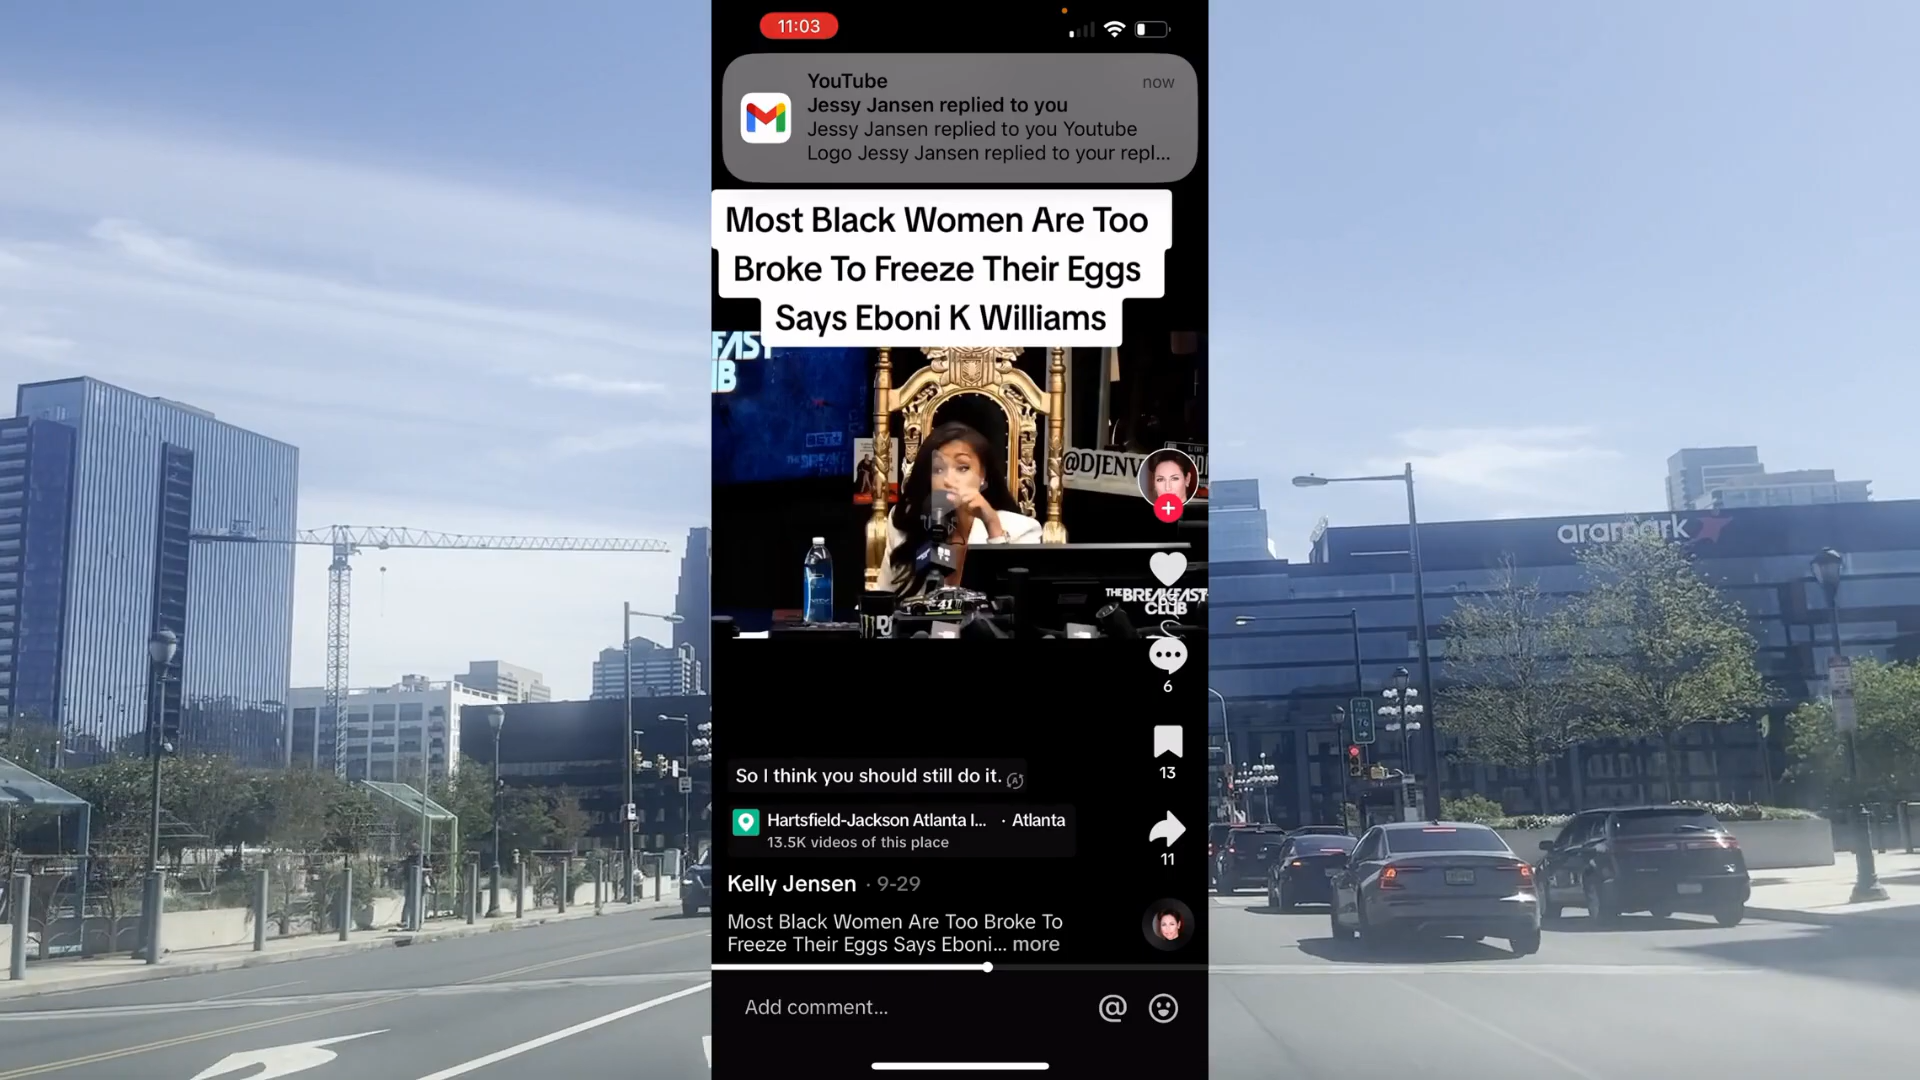 11:03
YouTube
now
Jessy Jansen replied to you
Jessy Jansen replied to you Youtube
Logo Jessy Jansen replied to your repl...
Most Black Women Are Too
Broke To Freeze Their Eggs
Says Eboni K Williams
FAST
@DJENV
41
THE BREAKFAST
CLUB
6
13
11
So I think you should still do it.
Hartsfield-Jackson Atlanta I... · Atlanta
13.5K videos of this place
Kelly Jensen · 9-29
Most Black Women Are Too Broke To
Freeze Their Eggs Says Eboni... more
Add comment...
@
aramark